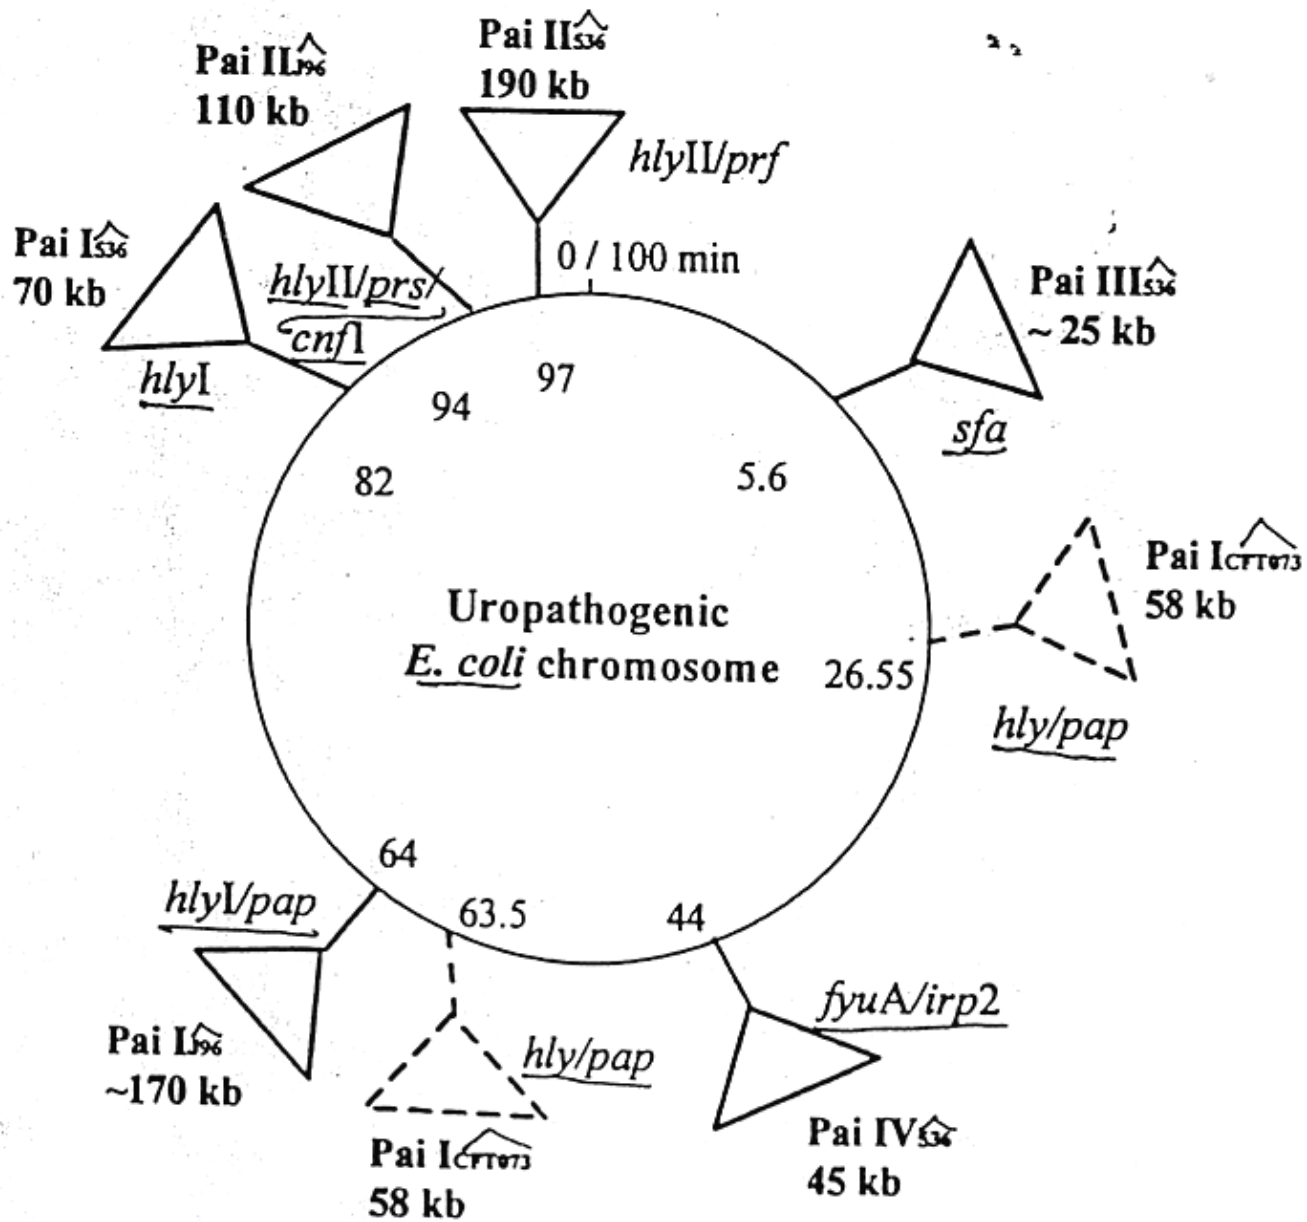 Pai II536
190 kb
hlyII/prf
Pai IIJ96
110 kb
hlyII/prs/
cnf1
Pai I536
70 kb
hlyI
0 / 100 min
Pai III536
~ 25 kb
sfa
97
94
82
5.6
Pai ICFT073
58 kb
hly/pap
Uropathogenic
E. coli chromosome
26.55
64
63.5
44
hlyI/pap
Pai IJ96
~170 kb
hly/pap
Pai ICFT073
58 kb
fyuA/irp2
Pai IV536
45 kb